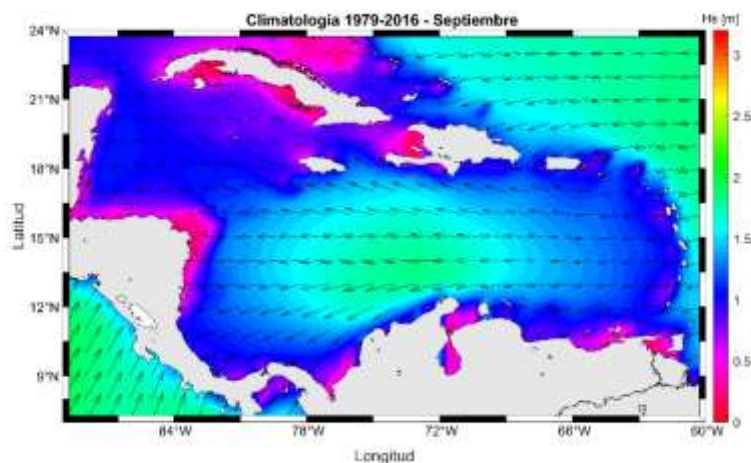 Climatología 1979-2016 - Septiembre
Hs [m]
24°N
21°N
18°N
15°N
12°N
9°N
Latitud
84°W
78°W
72°W
66°W
60°W
Longitud
3
2.5
2
1.5
1
0.5
0